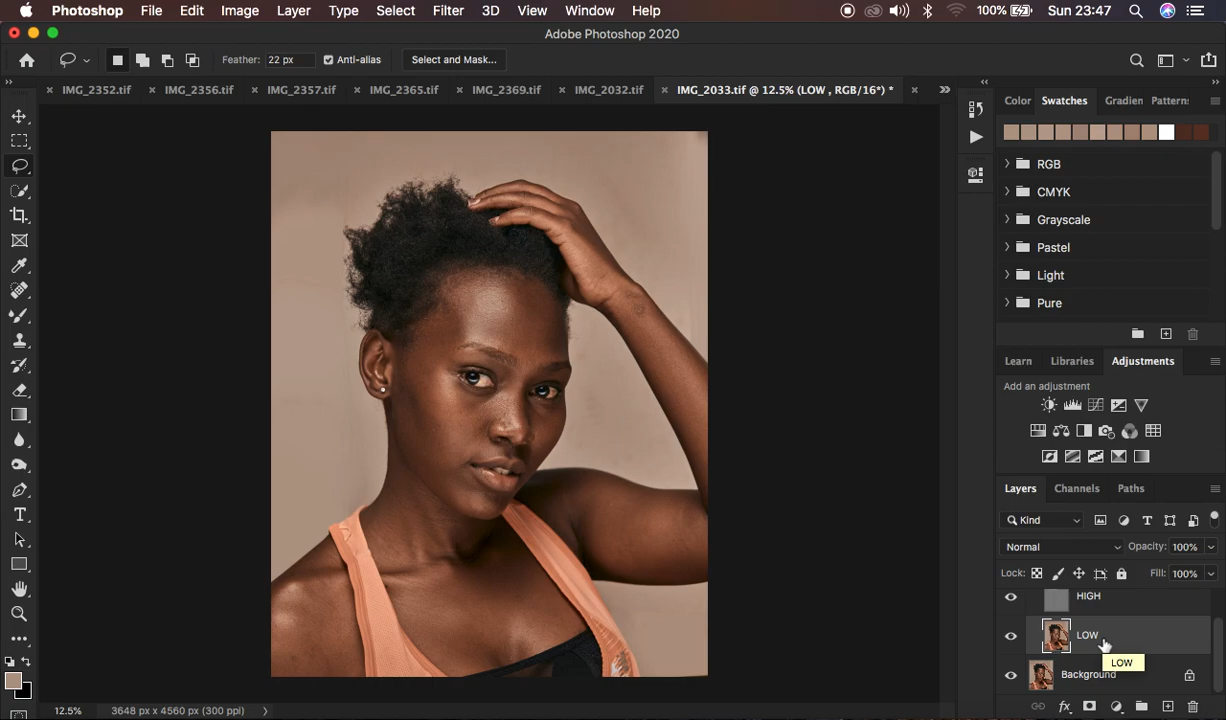 Photoshop File Edit Image Layer Type Select Filter 3D View Window Help 100% Sun 23:47
Adobe Photoshop 2020
Feather: 22 px Anti-alias Select and Mask...
IMG_2352.tif IMG_2356.tif IMG_2357.tif IMG_2365.tif IMG_2369.tif IMG_2032.tif IMG_2033.tif @ 12.5% (LOW , RGB/16*) *
Color Swatches Gradien Pattern:
RGB
CMYK
Grayscale
Pastel
Light
Pure
Learn Libraries Adjustments
Add an adjustment
Layers Channels Paths
Kind
Normal Opacity: 100%
Lock: Fill: 100%
HIGH
LOW
LOW
Background
12.5% 3648 px x 4560 px (300 ppi)